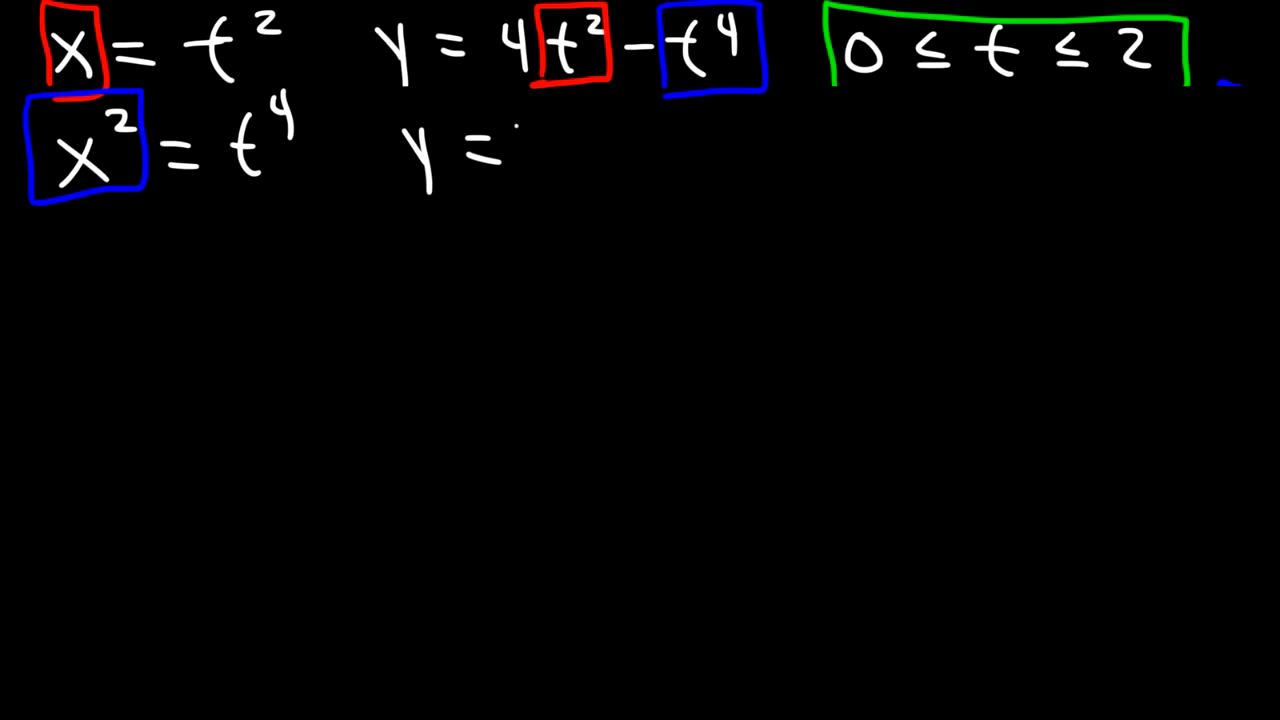 x = t² y = 4t² - t⁴ 0 ≤ t ≤ 2
x² = t⁴ y =